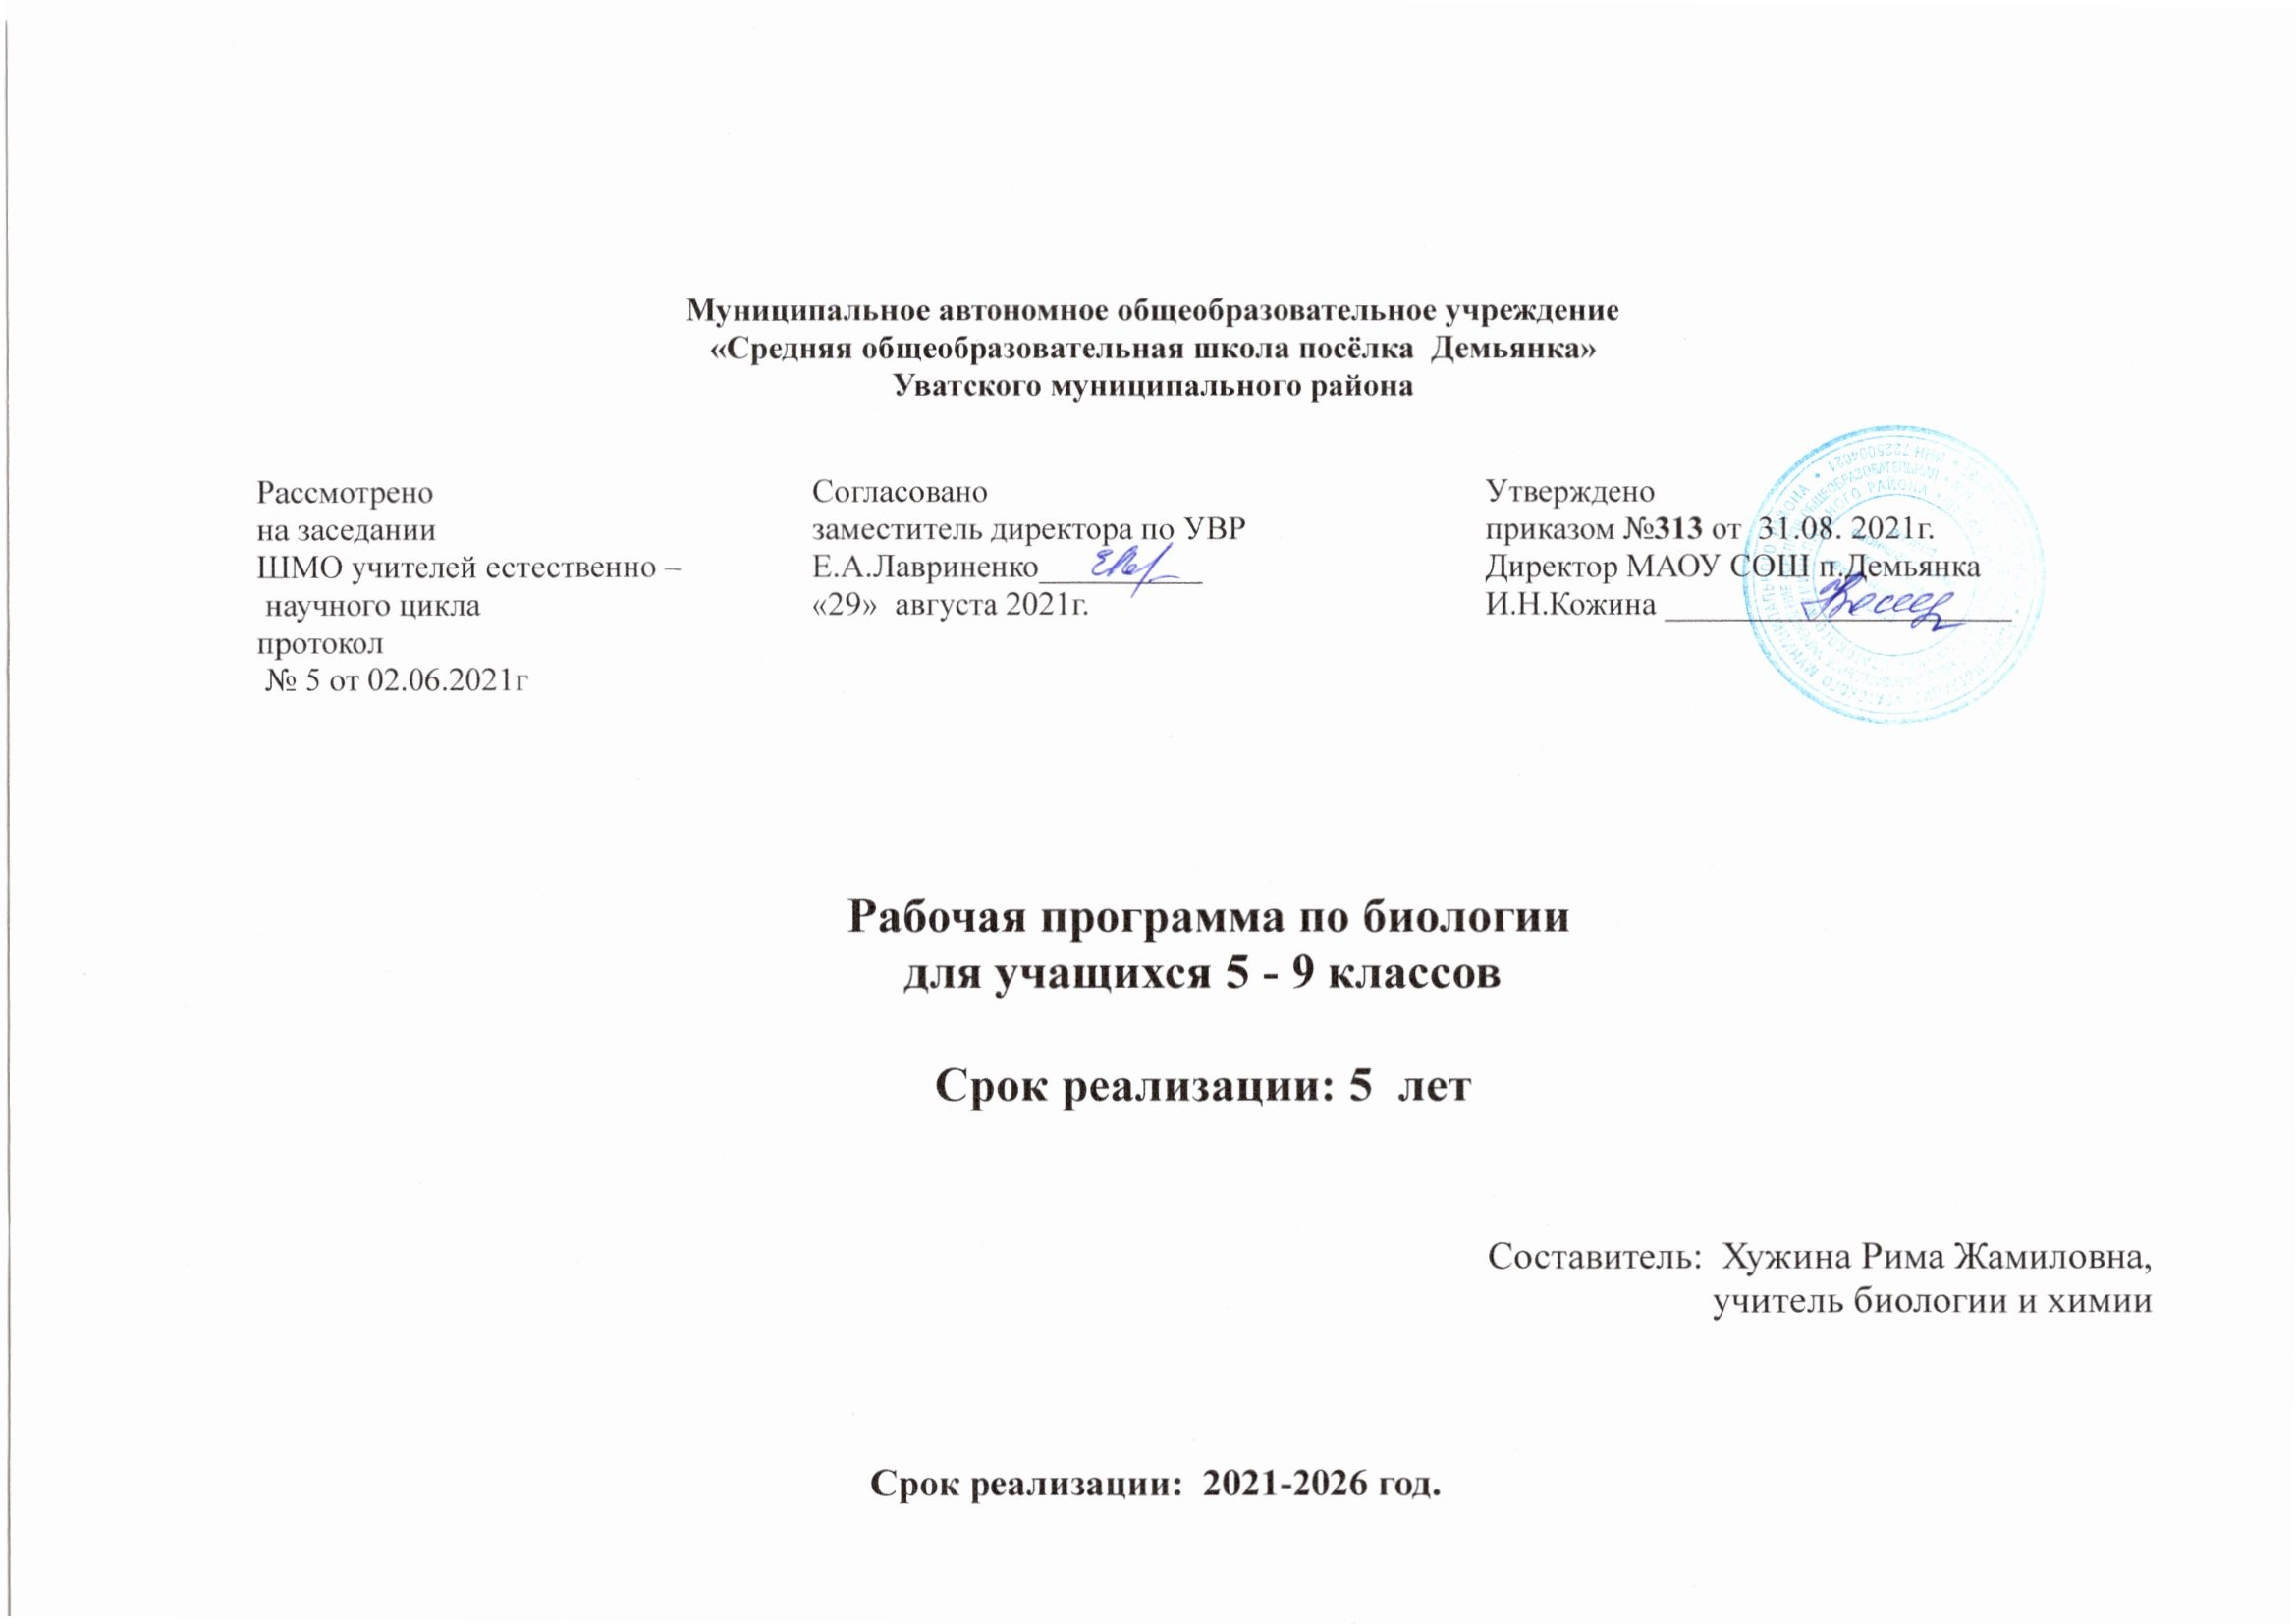 Муниципальное автономное общеобразовательное учреждение
«Средняя общеобразовательная школа посёлка Демьянка»
Уватского муниципального района
Рассмотрено
на заседании
ШМО учителей естественно –
научного цикла
протокол
№ 5 от 02.06.2021г
Согласовано
заместитель директора по УВР
Е.А.Лавриненко____________
«29» августа 2021г.
Утверждено
приказом №313 от 31.08. 2021г.
Директор МАОУ СОШ п.Демьянка
И.Н.Кожина ____________________
Рабочая программа по биологии
для учащихся 5 - 9 классов
Срок реализации: 5 лет
Составитель: Хужина Рима Жамиловна,
учитель биологии и химии
Срок реализации: 2021-2026 год.